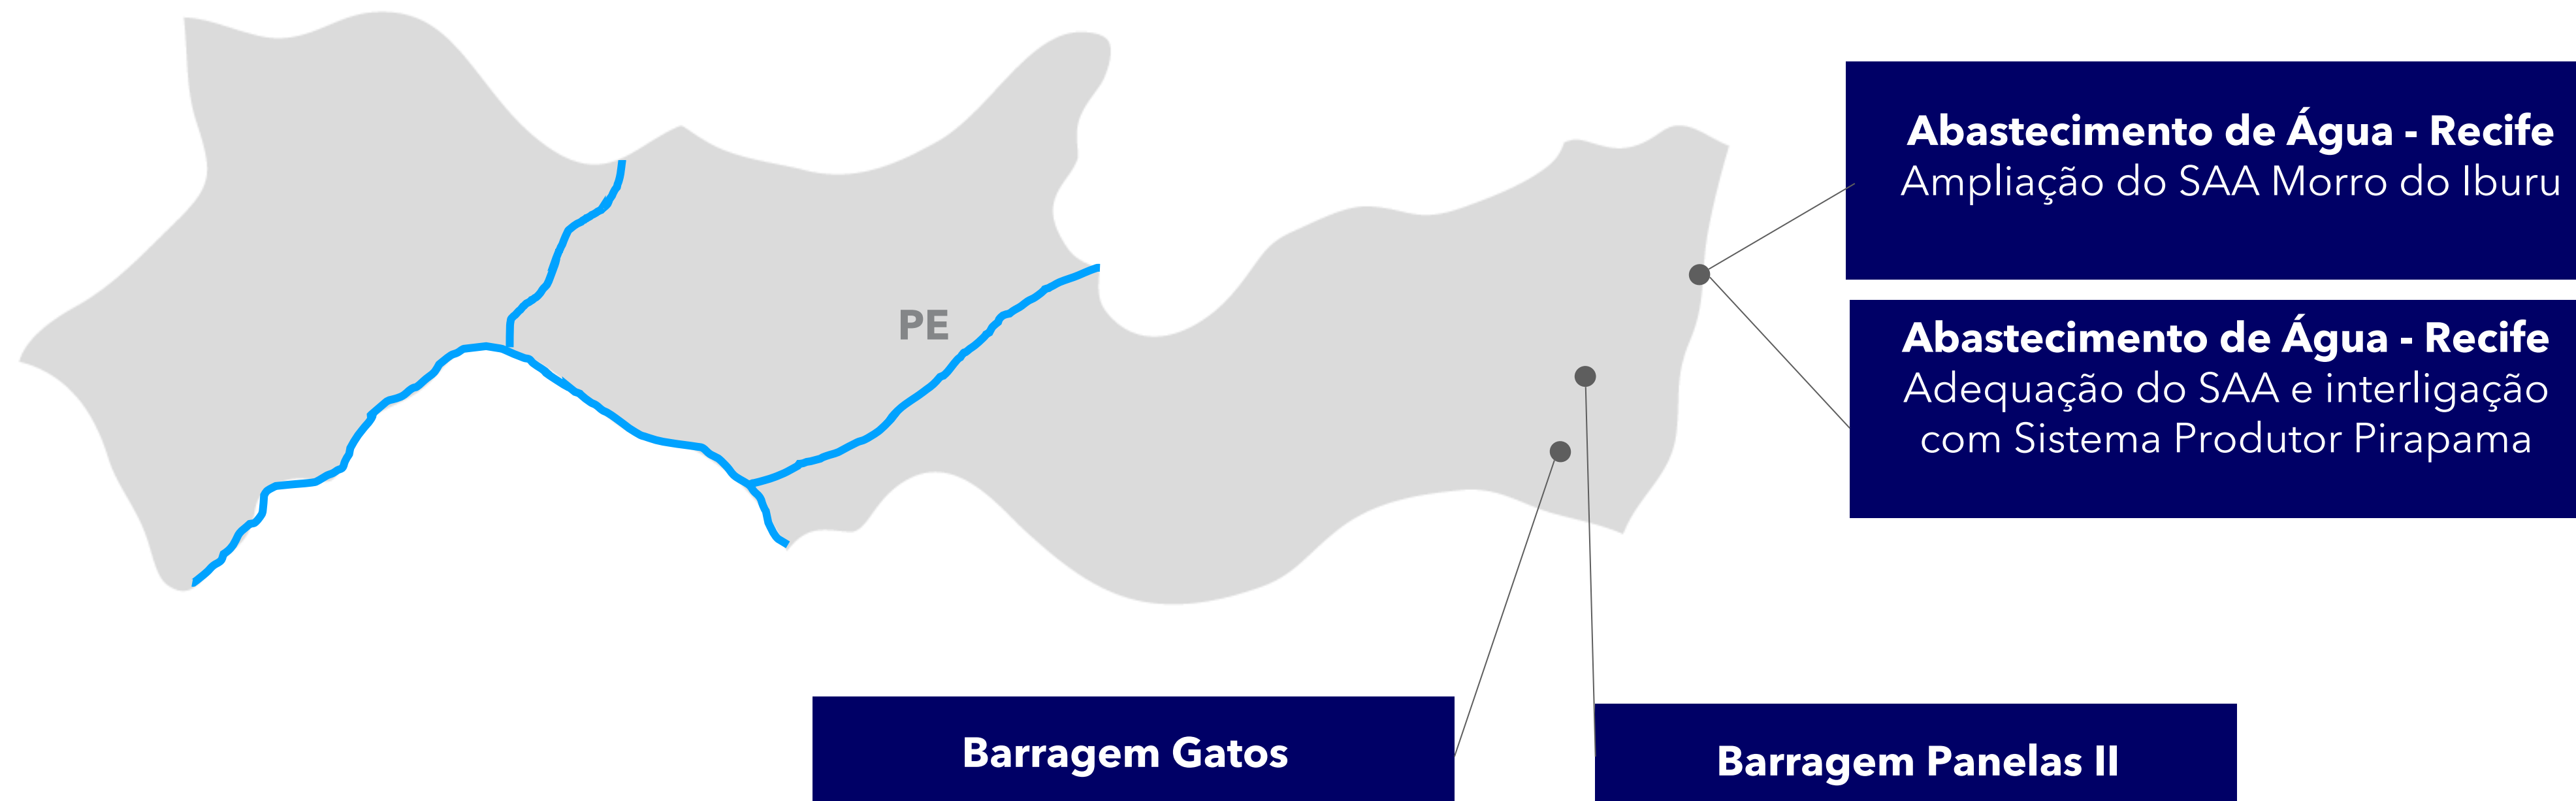 Abastecimento de Água - Recife
Ampliação do SAA Morro do Iburu
PE
Abastecimento de Água - Recife
Adequação do SAA e interligação
com Sistema Produtor Pirapama
Barragem Gatos
Barragem Panelas II